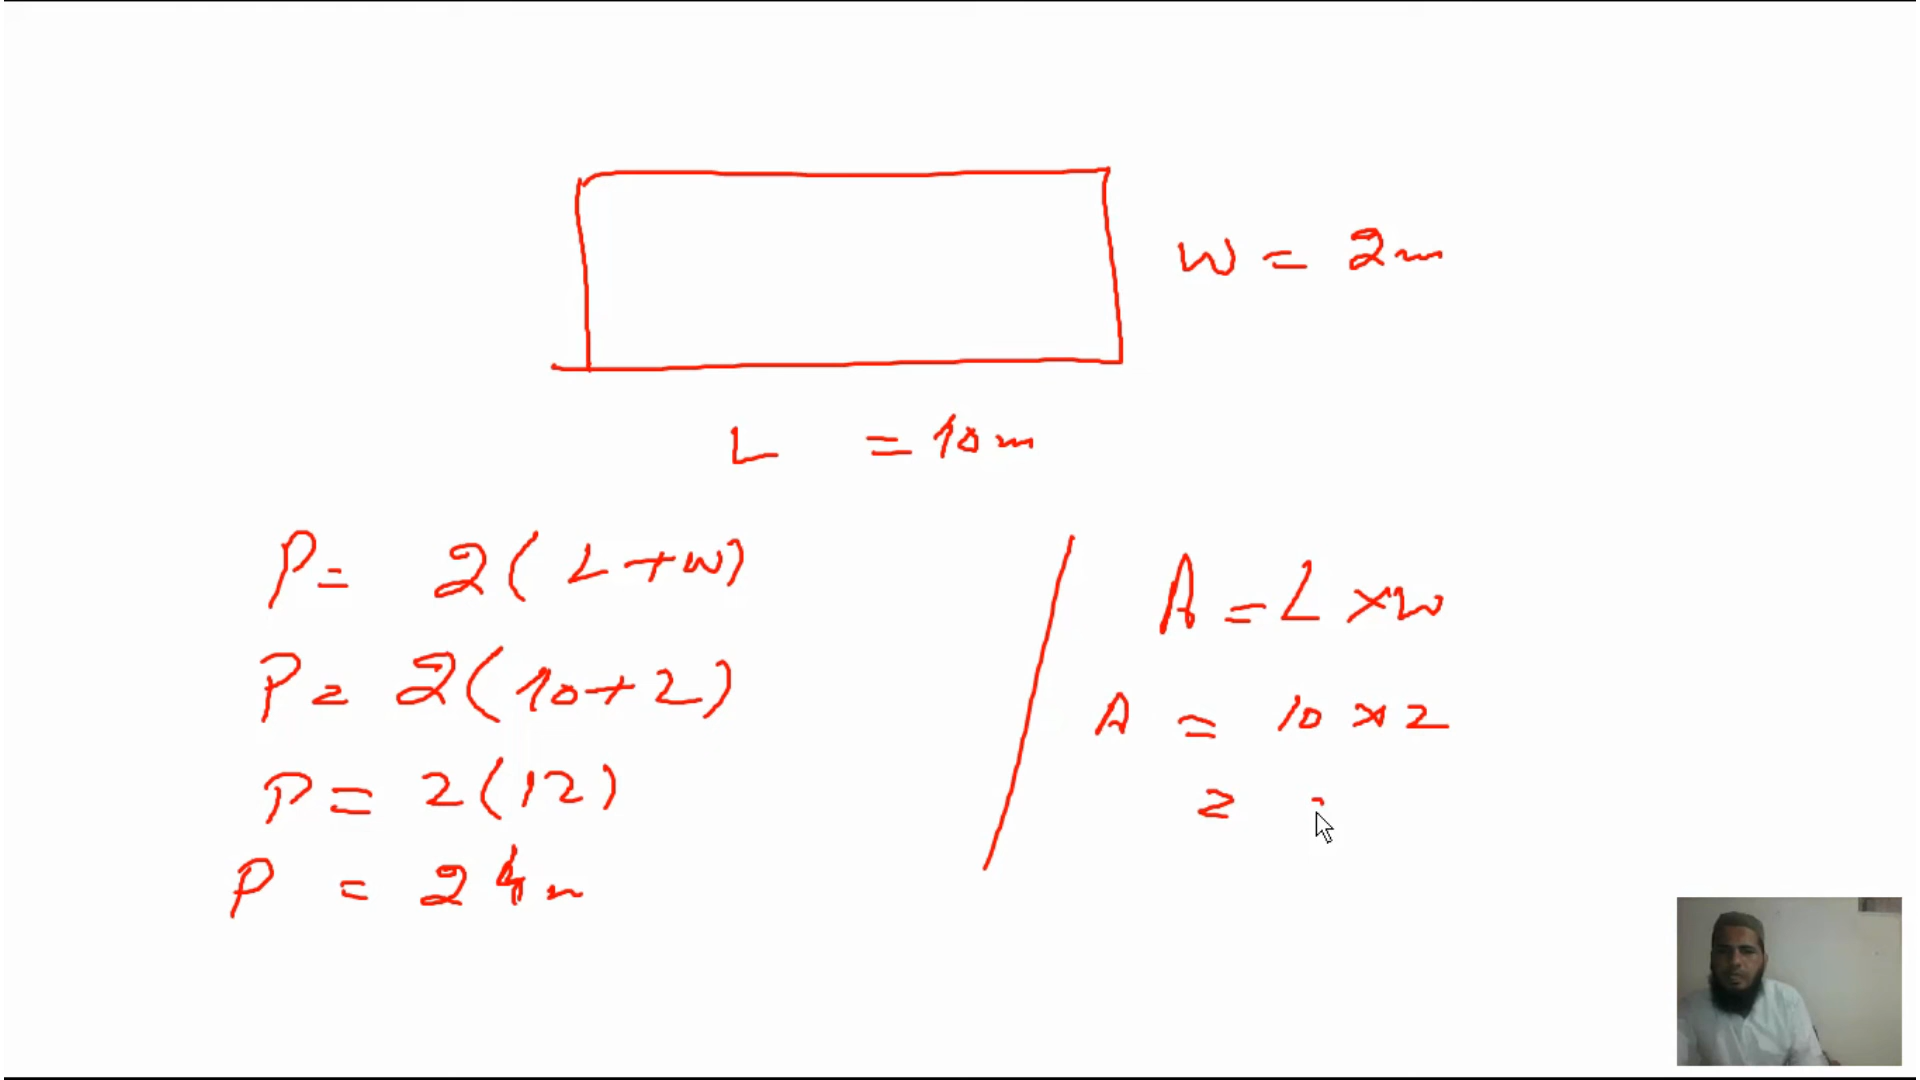 W = 2m
L = 10m
P = 2(L+W)
P = 2(10+2)
P = 2(12)
P = 24m
A = L × W
A = 10 × 2
=